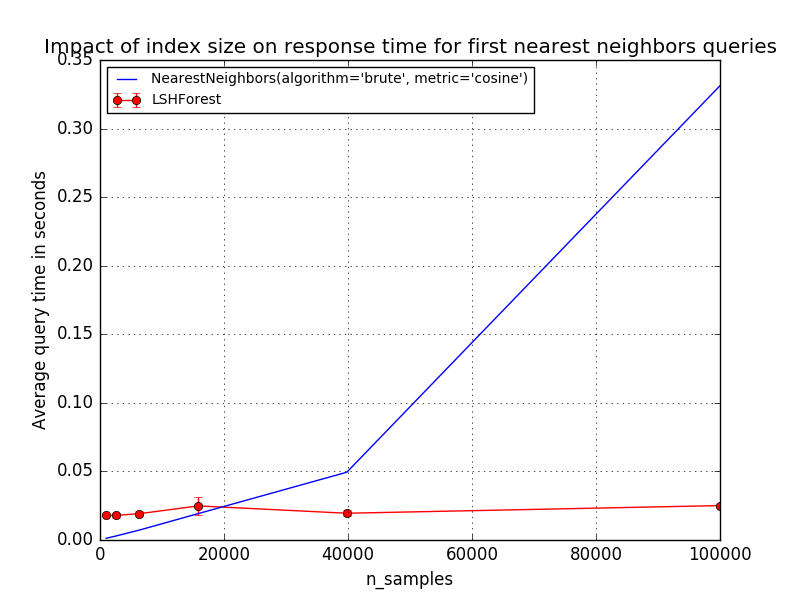 Impact of index size on response time for first nearest neighbors queries
0.35
NearestNeighbors(algorithm='brute', metric='cosine')
LSHForest
0.30
0.25
0.20
0.15
0.10
0.05
0.00
Average query time in seconds
0 20000 40000 60000 80000 100000
n_samples